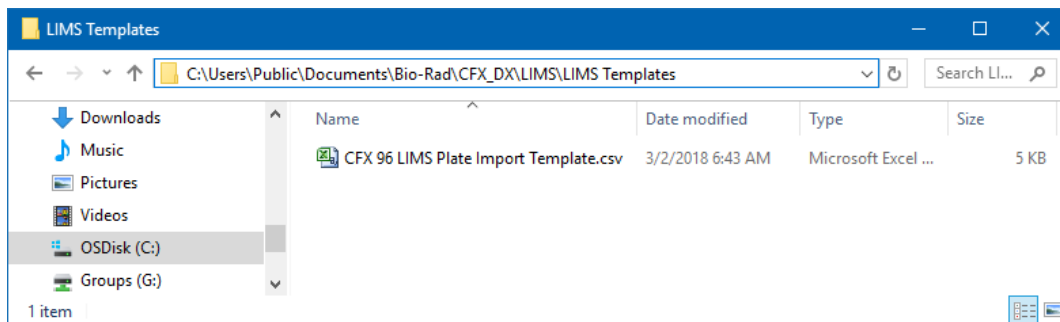 LIMS Templates
C:\Users\Public\Documents\Bio-Rad\CFX_DX\LIMS\LIMS Templates
Search LI...
Downloads
Music
Pictures
Videos
OSDisk (C:)
Groups (G:)
Name Date modified Type Size
CFX 96 LIMS Plate Import Template.csv 3/2/2018 6:43 AM Microsoft Excel ... 5 KB
1 item